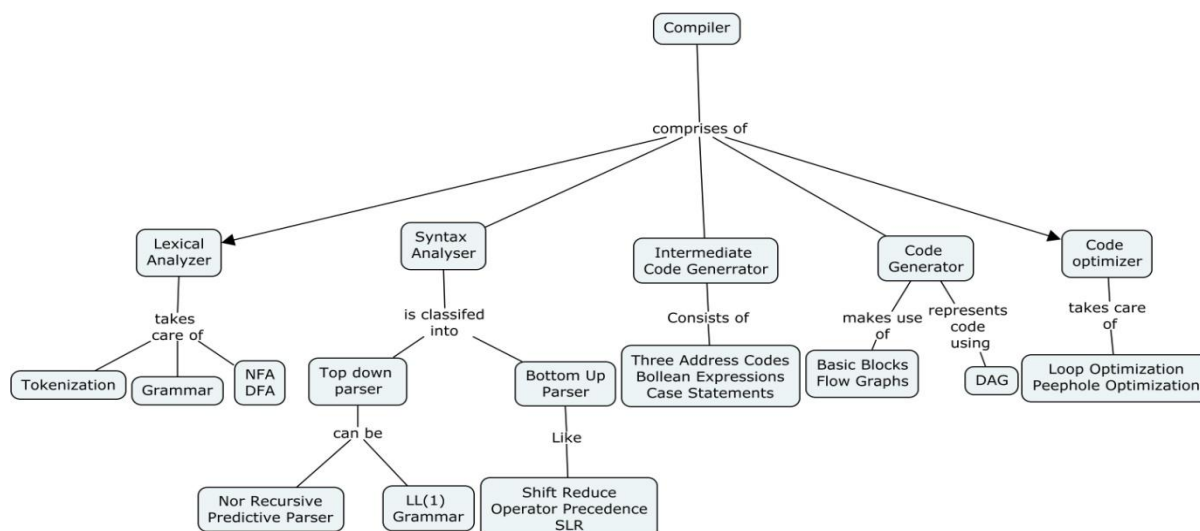 Compiler
comprises of
Lexical
Analyzer
Syntax
Analyser
Intermediate
Code Generrator
Code
Generator
Code
optimizer
takes
care of
is classifed
into
Consists of
makes use
of
represents
code
using
takes care
of
Tokenization
Grammar
NFA
DFA
Top down
parser
Bottom Up
Parser
Three Address Codes
Bollean Expressions
Case Statements
Basic Blocks
Flow Graphs
DAG
Loop Optimization
Peephole Optimization
can be
Like
Nor Recursive
Predictive Parser
LL(1)
Grammar
Shift Reduce
Operator Precedence
SLR